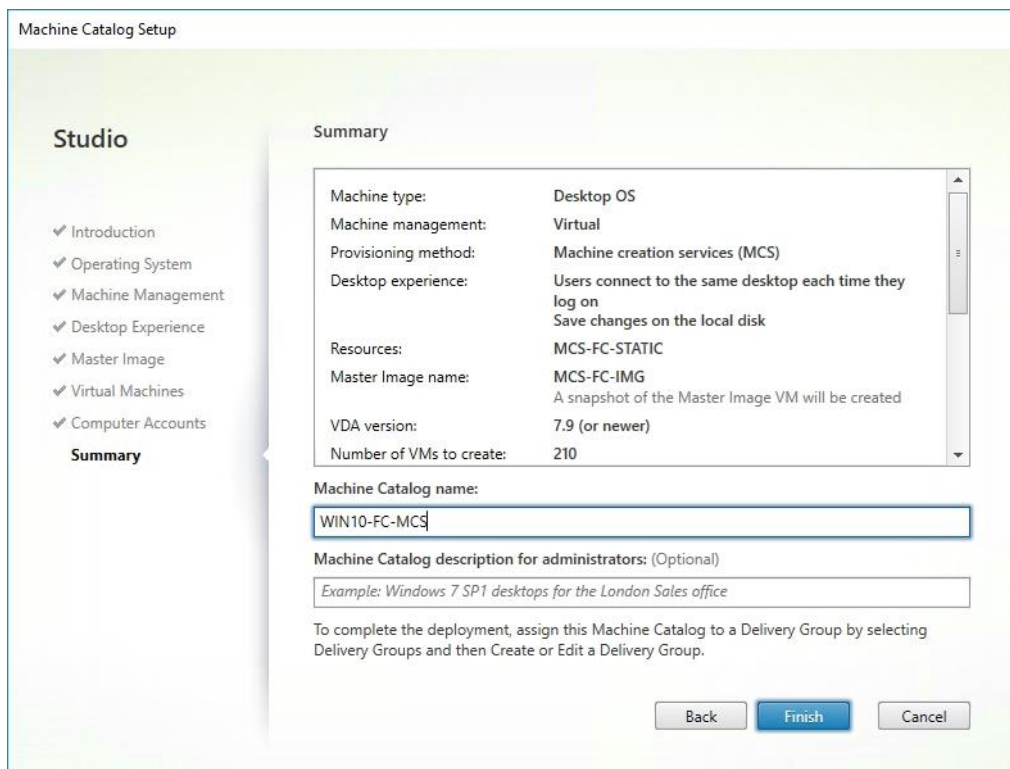 Machine Catalog Setup
Studio
Introduction
Operating System
Machine Management
Desktop Experience
Master Image
Virtual Machines
Computer Accounts
Summary
Summary
Machine type: Desktop OS
Machine management: Virtual
Provisioning method: Machine creation services (MCS)
Desktop experience: Users connect to the same desktop each time they
log on
Save changes on the local disk
Resources: MCS-FC-STATIC
Master Image name: MCS-FC-IMG
A snapshot of the Master Image VM will be created
VDA version: 7.9 (or newer)
Number of VMs to create: 210
Machine Catalog name:
WIN10-FC-MCS
Machine Catalog description for administrators: (Optional)
Example: Windows 7 SP1 desktops for the London Sales office
To complete the deployment, assign this Machine Catalog to a Delivery Group by selecting
Delivery Groups and then Create or Edit a Delivery Group.
Back Finish Cancel